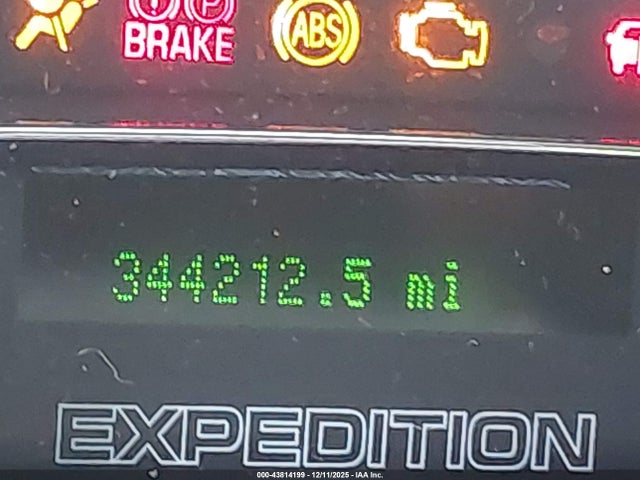 BRAKE ABS
344212.5 mi
EXPEDITION
000-43814199 - 12/11/2025 - IAA Inc.